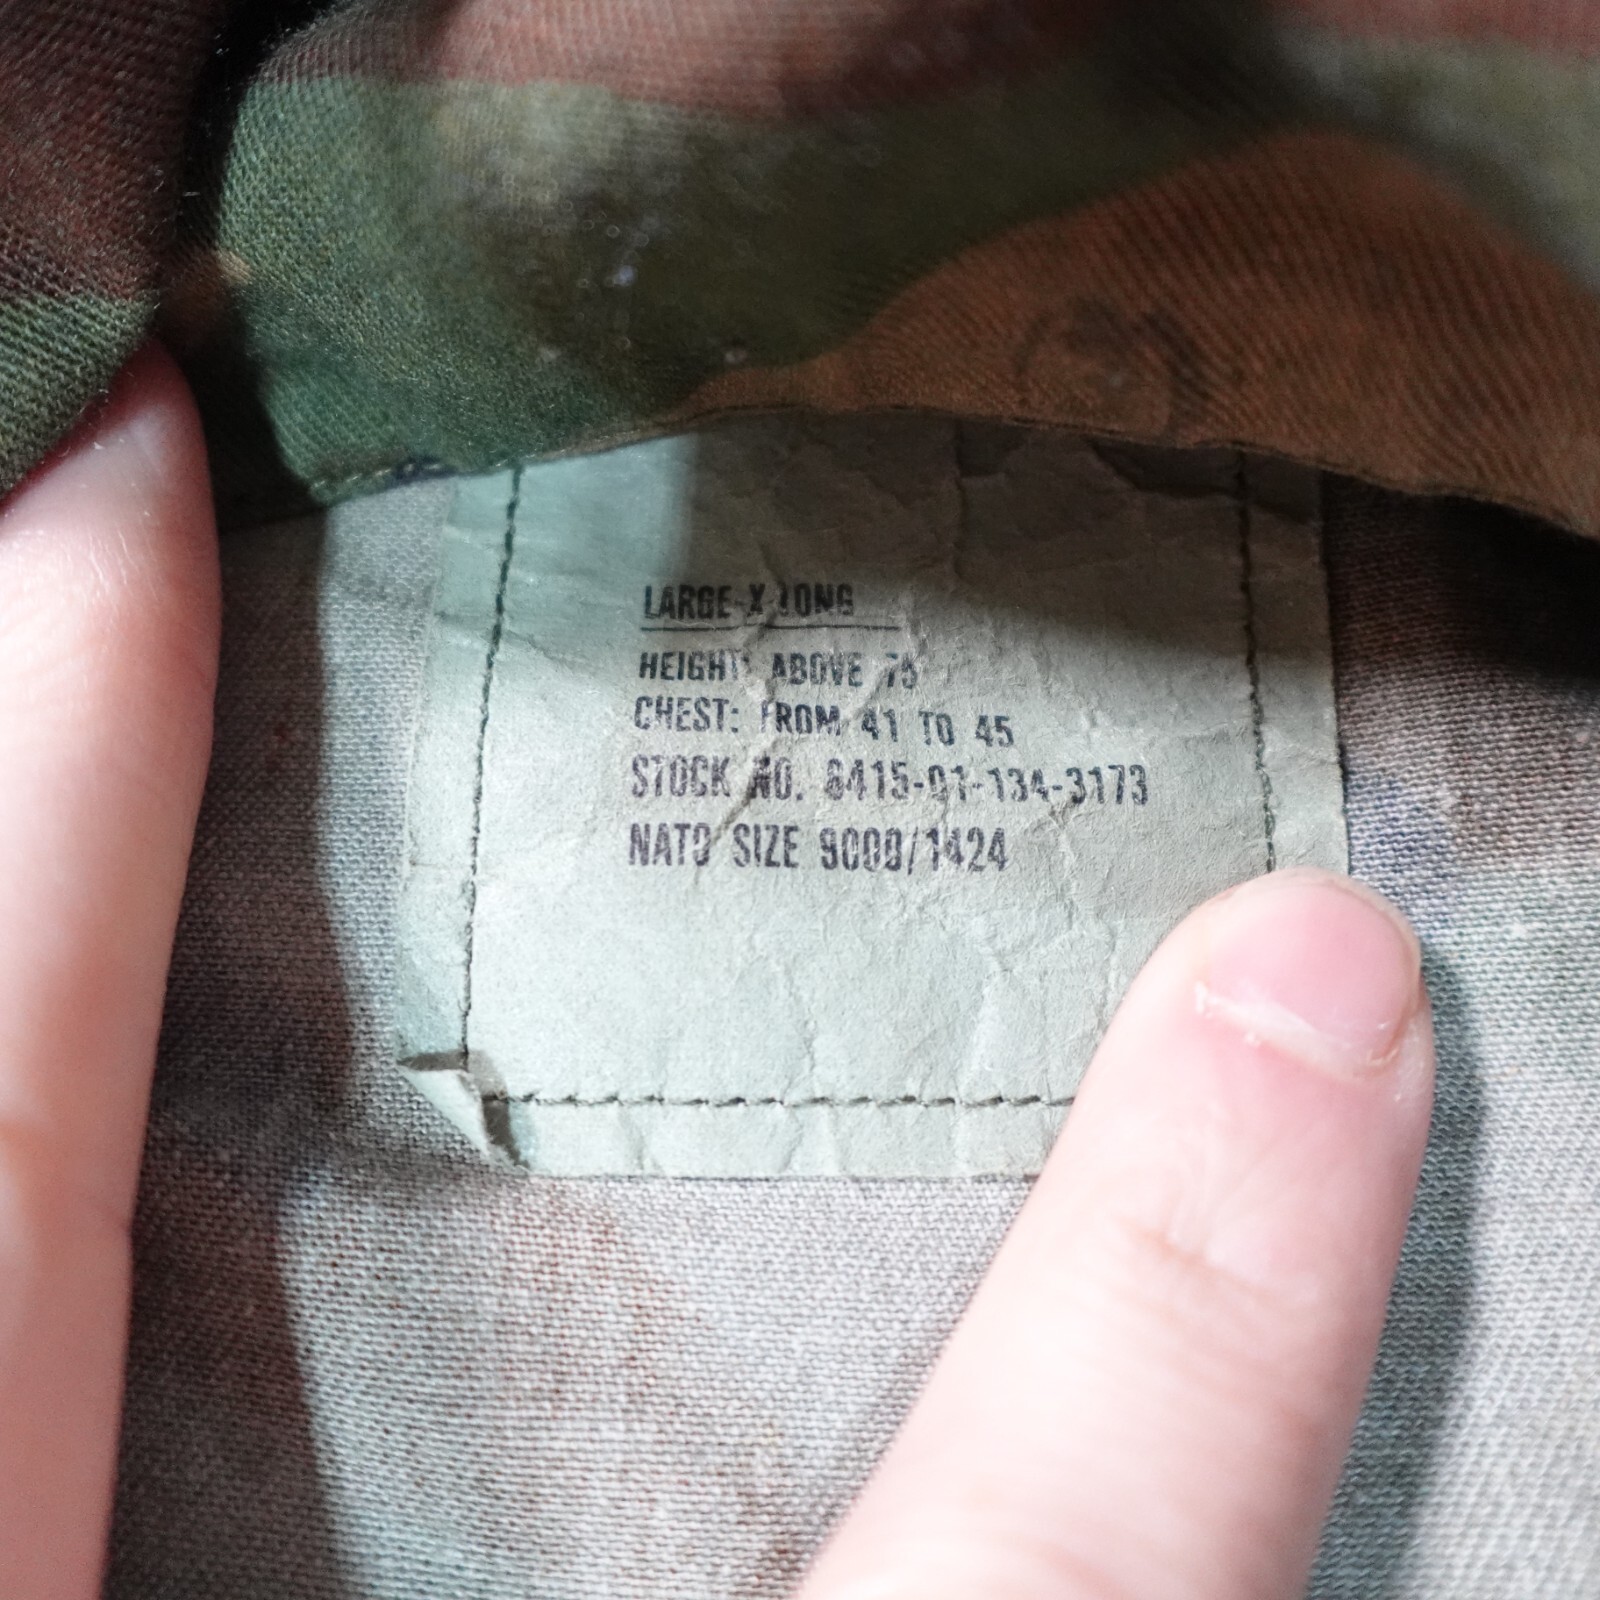 LARGE-X LONG
HEIGHT: ABOVE 75
CHEST: FROM 41 TO 45
STOCK NO. 8415-01-134-3173
NATO SIZE 9000/1424